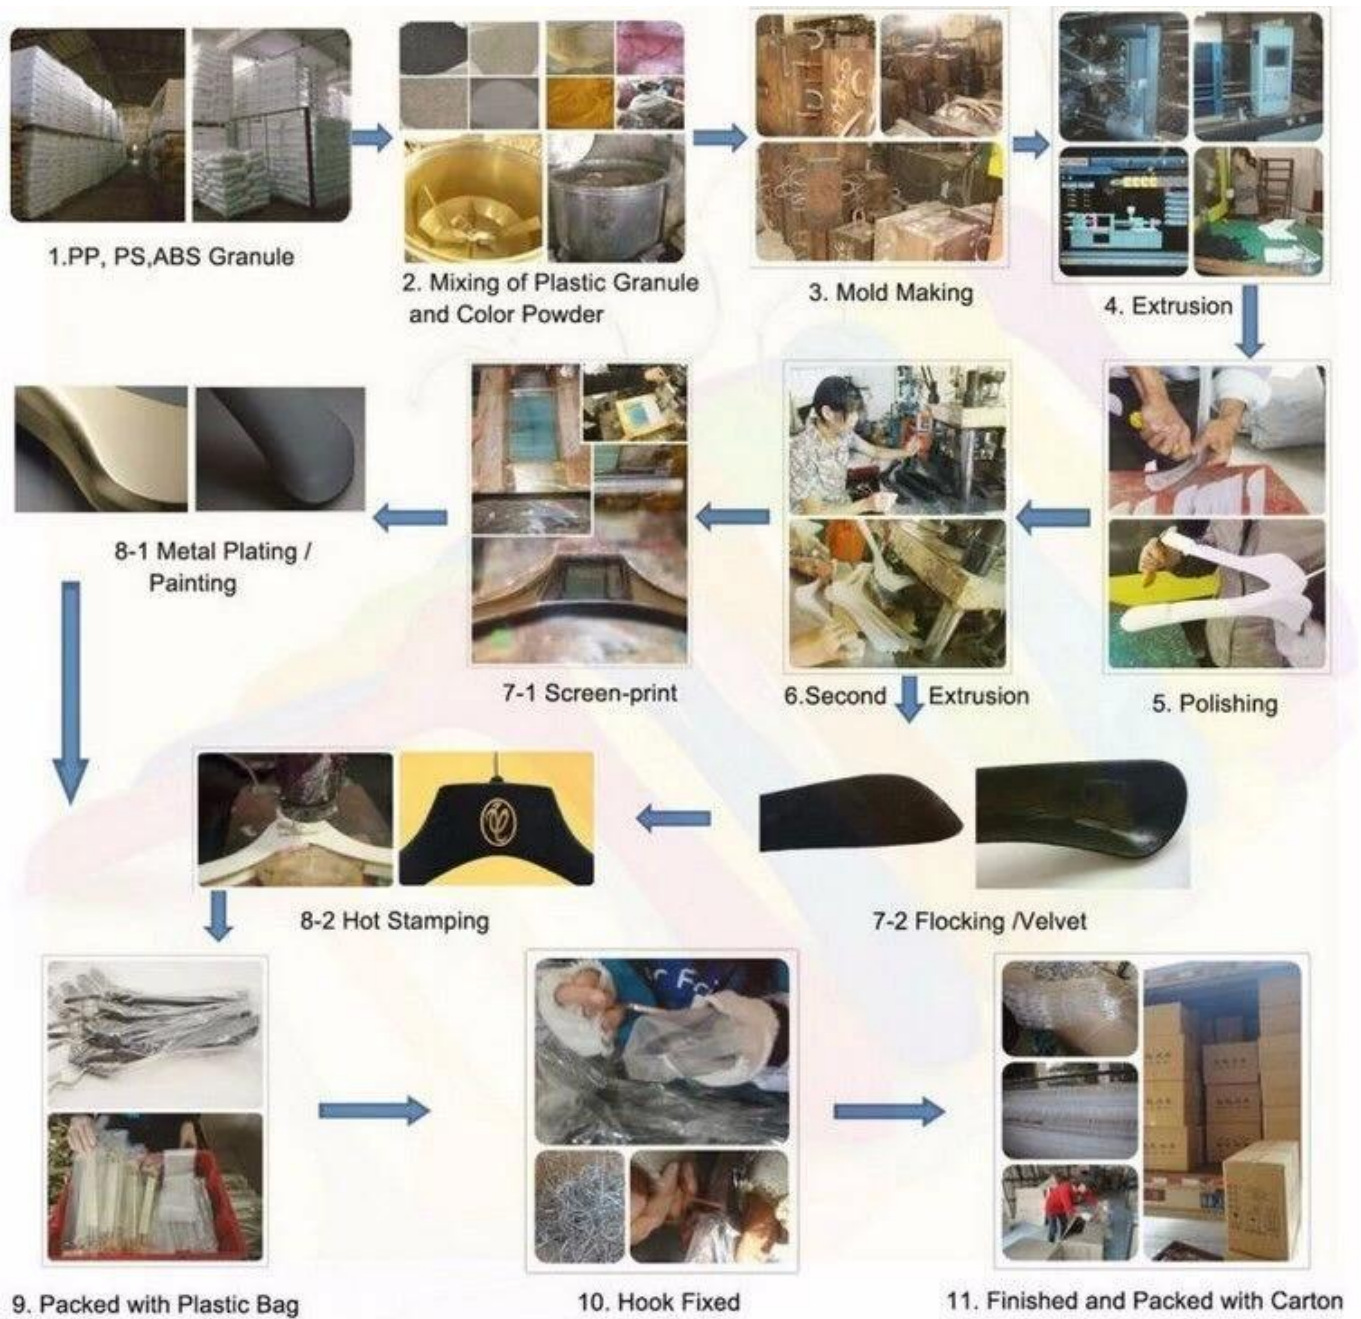 1.PP, PS,ABS Granule
2. Mixing of Plastic Granule
and Color Powder
3. Mold Making
4. Extrusion
8-1 Metal Plating /
Painting
7-1 Screen-print
6.Second Extrusion
5. Polishing
8-2 Hot Stamping
7-2 Flocking /Velvet
9. Packed with Plastic Bag
10. Hook Fixed
11. Finished and Packed with Carton